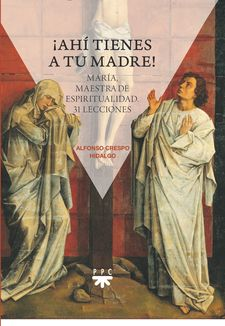 ¡AHÍ TIENES
A TU MADRE!
MARÍA,
MAESTRA DE
ESPIRITUALIDAD.
31 LECCIONES
ALFONSO CRESPO
HIDALGO
PPC